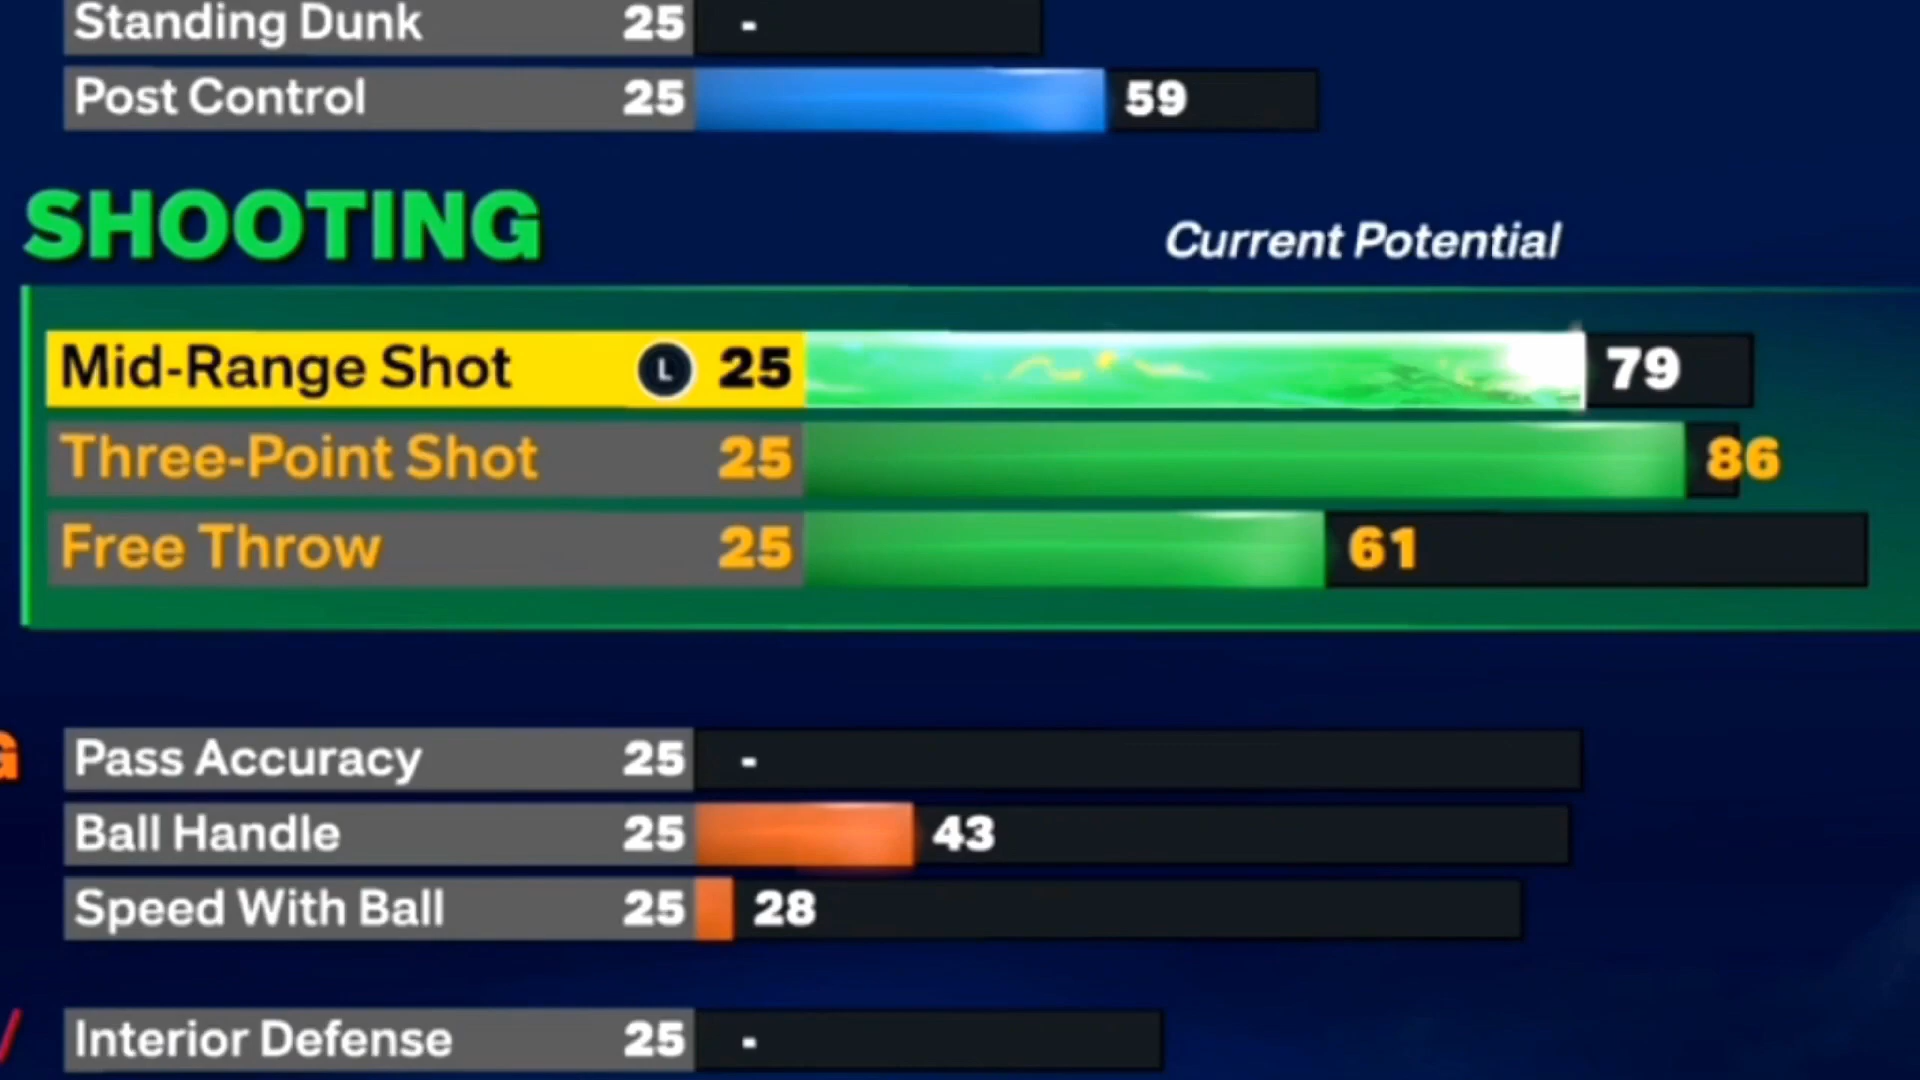 Standing Dunk 25 -
Post Control 25 59
SHOOTING
Current Potential
Mid-Range Shot L 25 79
Three-Point Shot 25 86
Free Throw 25 61
G
Pass Accuracy 25 -
Ball Handle 25 43
Speed With Ball 25 28
Interior Defense 25 -